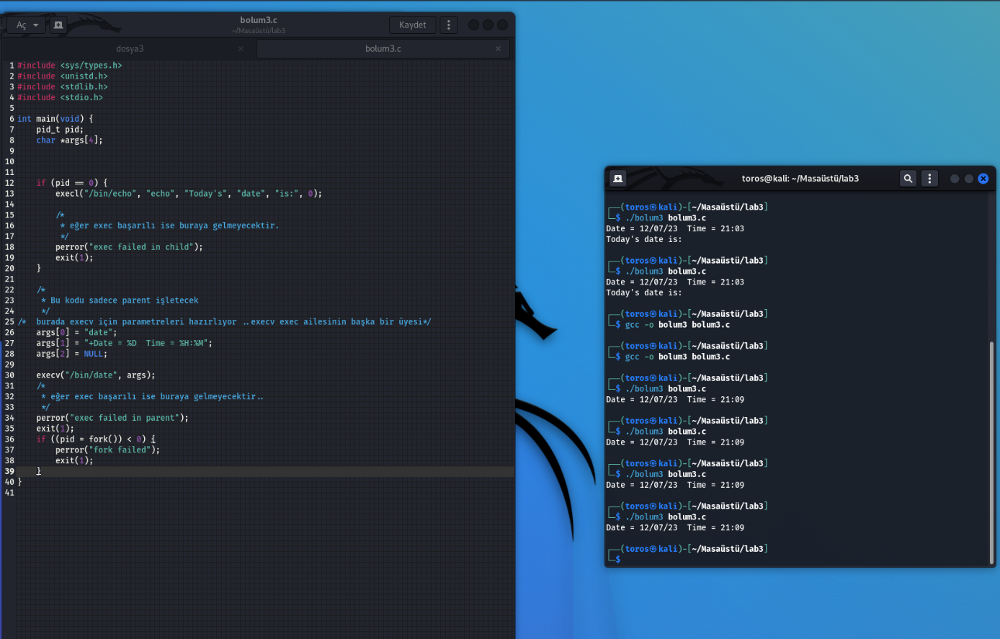 Aç
bolum3.c
~/Masaüstü/lab3
Kaydet
dosya3
bolum3.c
1 #include <sys/types.h>
2 #include <unistd.h>
3 #include <stdlib.h>
4 #include <stdio.h>
5
6 int main(void) {
7     pid_t pid;
8     char *args[4];
9
10
11
12     if (pid == 0) {
13         execl("/bin/echo", "echo", "Today's", "date", "is:", 0);
14
15         /*
16          * eğer exec başarılı ise buraya gelmeyecektir.
17          */
18         perror("exec failed in child");
19         exit(1);
20     }
21
22     /*
23      * Bu kodu sadece parent işletecek
24      */
25 /*  burada execv için parametreleri hazırlıyor ..execv exec ailesinin başka bir üyesi*/
26     args[0] = "date";
27     args[1] = "+Date = %D  Time = %H:%M";
28     args[2] = NULL;
29
30     execv("/bin/date", args);
31     /*
32      * eğer exec başarılı ise buraya gelmeyecektir..
33      */
34     perror("exec failed in parent");
35     exit(1);
36     if ((pid = fork()) < 0) {
37         perror("fork failed");
38         exit(1);
39     }
40 }
41
toros@kali: ~/Masaüstü/lab3
┌──(toros㉿kali)-[~/Masaüstü/lab3]
└─$ ./bolum3 bolum3.c
Date = 12/07/23  Time = 21:03
Today's date is:
┌──(toros㉿kali)-[~/Masaüstü/lab3]
└─$ ./bolum3 bolum3.c
Date = 12/07/23  Time = 21:03
Today's date is:
┌──(toros㉿kali)-[~/Masaüstü/lab3]
└─$ gcc -o bolum3 bolum3.c
┌──(toros㉿kali)-[~/Masaüstü/lab3]
└─$ gcc -o bolum3 bolum3.c
┌──(toros㉿kali)-[~/Masaüstü/lab3]
└─$ ./bolum3 bolum3.c
Date = 12/07/23  Time = 21:09
┌──(toros㉿kali)-[~/Masaüstü/lab3]
└─$ ./bolum3 bolum3.c
Date = 12/07/23  Time = 21:09
┌──(toros㉿kali)-[~/Masaüstü/lab3]
└─$ ./bolum3 bolum3.c
Date = 12/07/23  Time = 21:09
┌──(toros㉿kali)-[~/Masaüstü/lab3]
└─$ ./bolum3 bolum3.c
Date = 12/07/23  Time = 21:09
┌──(toros㉿kali)-[~/Masaüstü/lab3]
└─$